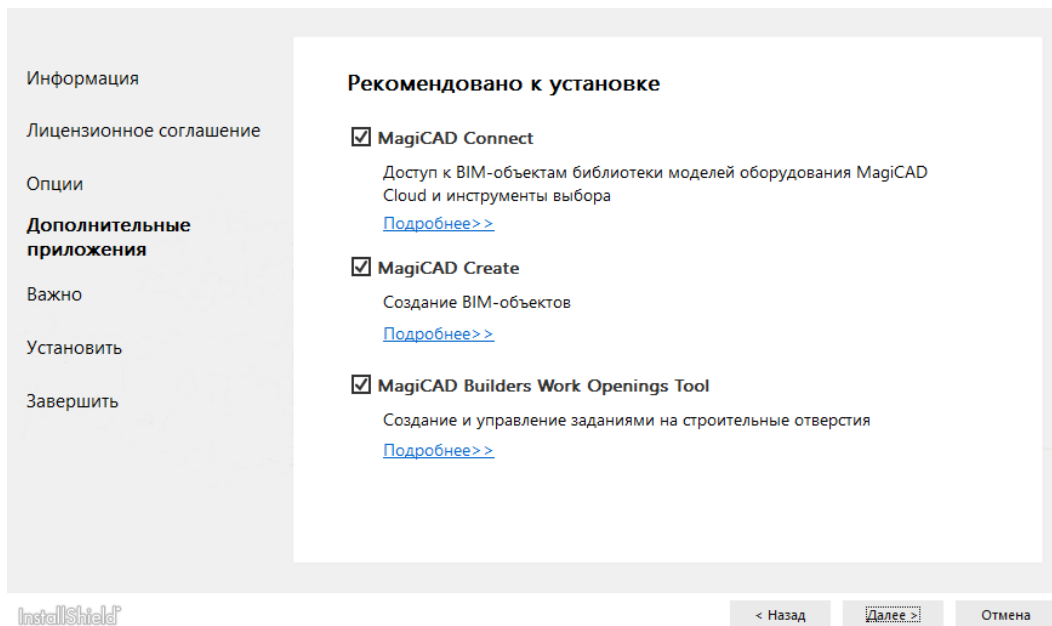 Информация
Лицензионное соглашение
Опции
Дополнительные
приложения
Важно
Установить
Завершить
Рекомендовано к установке
MagiCAD Connect
Доступ к BIM-объектам библиотеки моделей оборудования MagiCAD
Cloud и инструменты выбора
Подробнее>>
MagiCAD Create
Создание BIM-объектов
Подробнее>>
MagiCAD Builders Work Openings Tool
Создание и управление заданиями на строительные отверстия
Подробнее>>
InstallShield™
< Назад
Далее >
Отмена